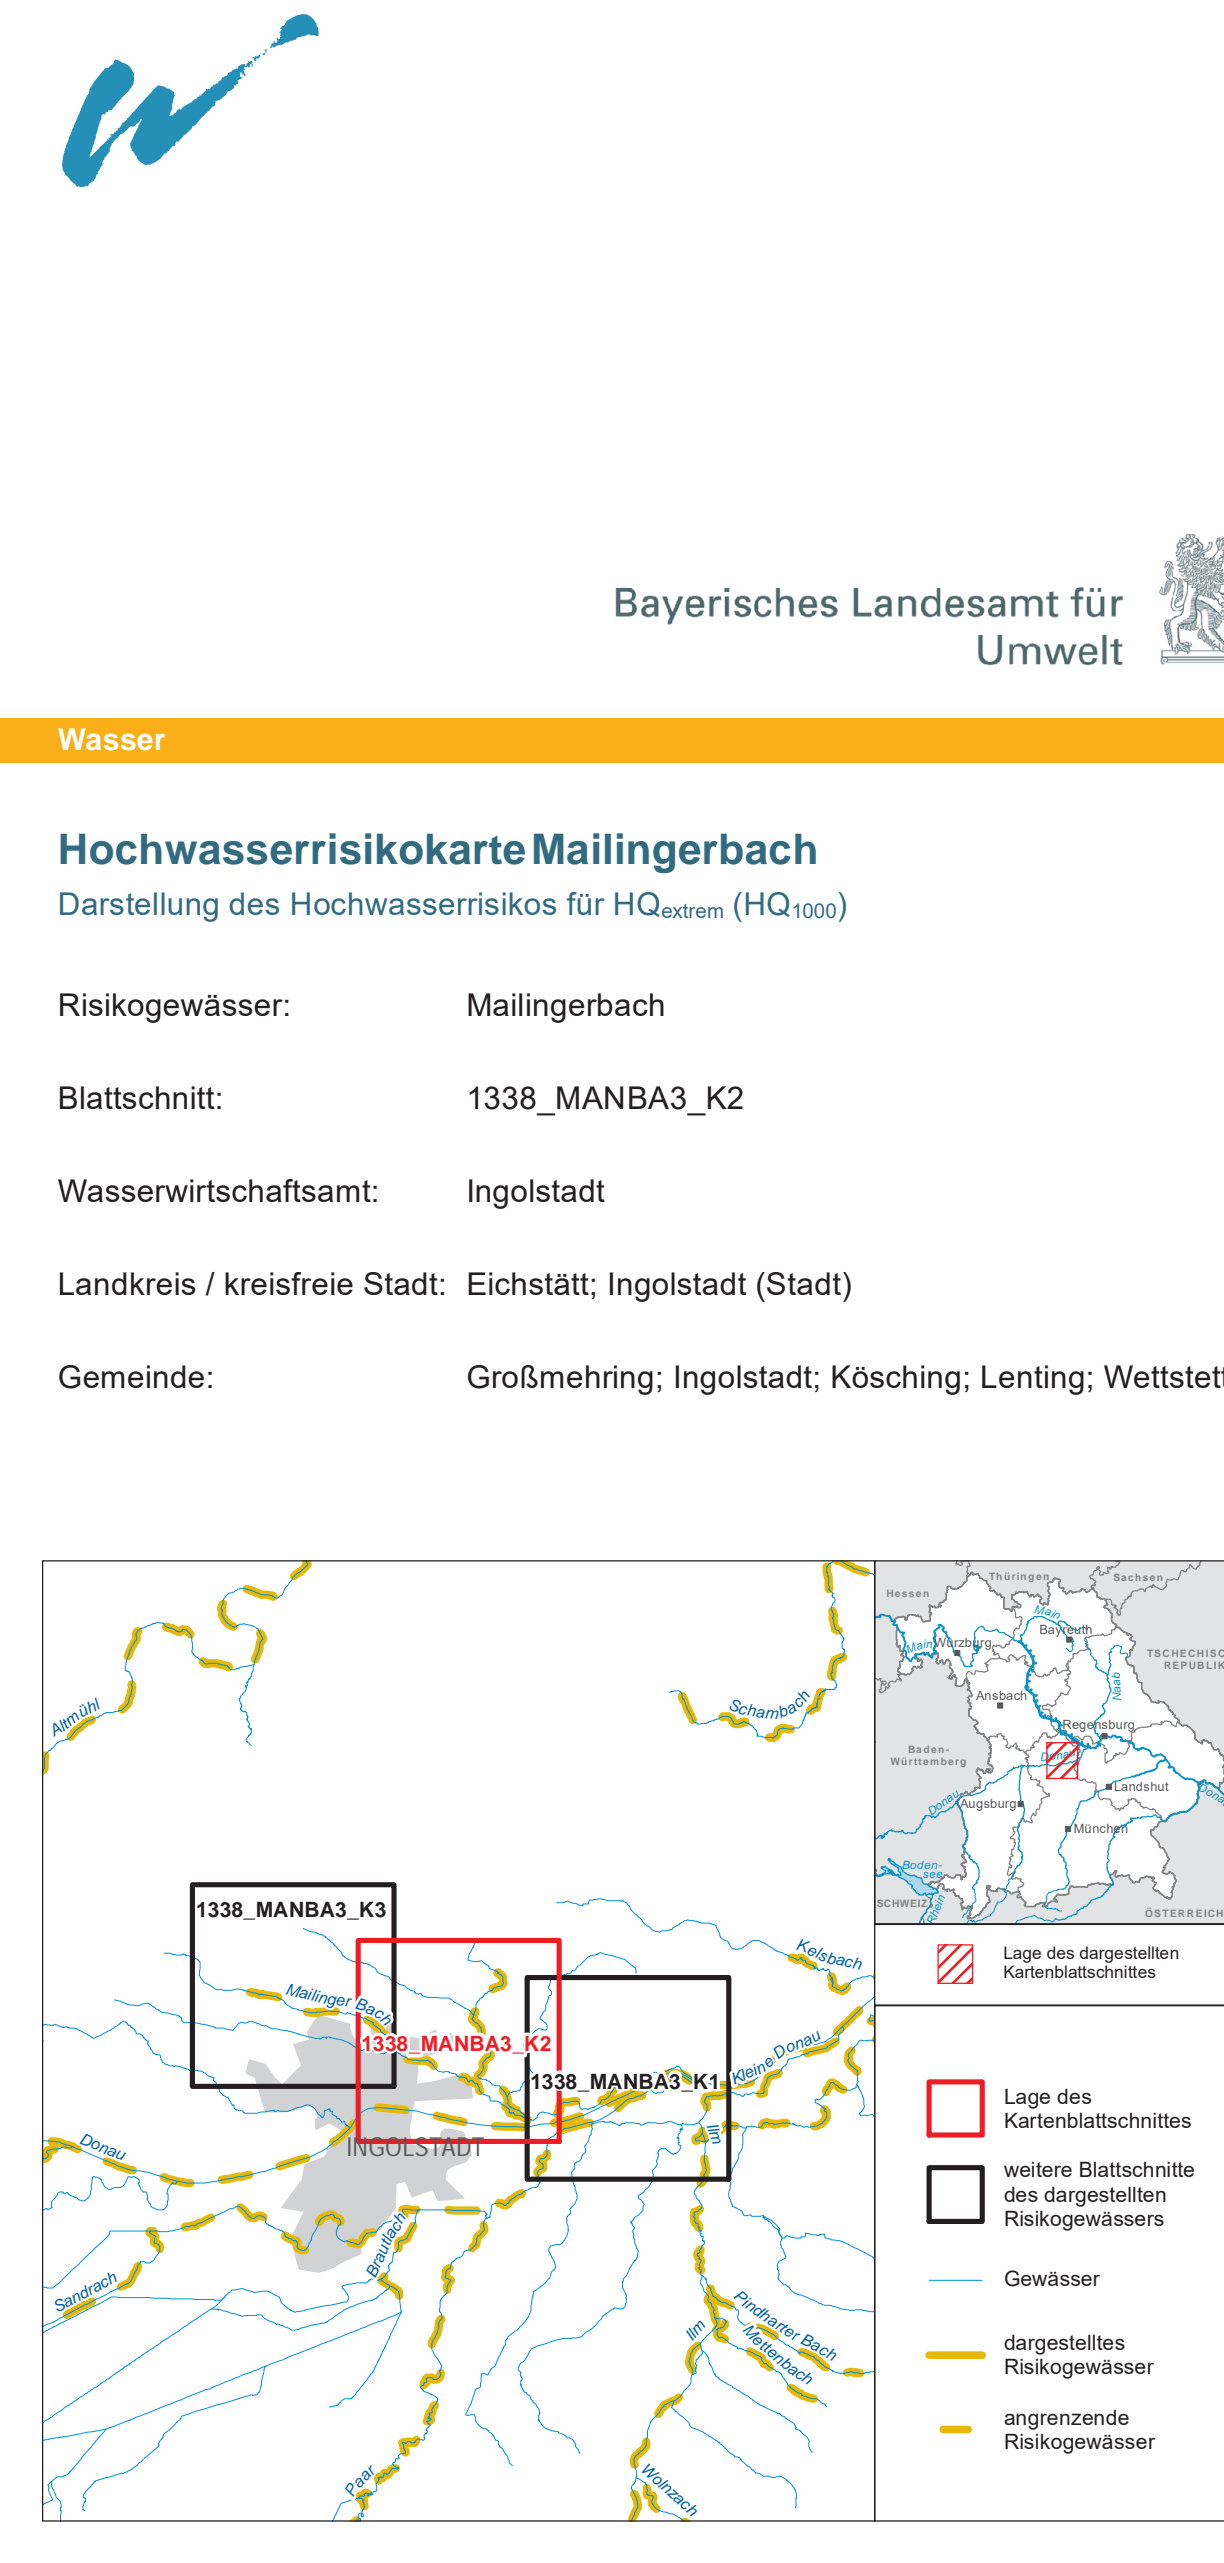 Bayerisches Landesamt für
Umwelt
Wasser
Hochwasserrisikokarte Mailingerbach
Darstellung des Hochwasserrisikos für HQextrem (HQ1000)
Risikogewässer: Mailingerbach
Blattschnitt: 1338_MANBA3_K2
Wasserwirtschaftsamt: Ingolstadt
Landkreis / kreisfreie Stadt: Eichstätt; Ingolstadt (Stadt)
Gemeinde: Großmehring; Ingolstadt; Kösching; Lenting; Wettstett
Altmühl
Schambach
1338_MANBA3_K3
Kelsbach
Mailinger Bach
1338_MANBA3_K2
Kleine Donau
1338_MANBA3_K1
Ilm
Donau
INGOLSTADT
Brautlach
Sandrach
Pindharter Bach
Ilm
Mettenbach
Paar
Wolnzach
Thüringen
Sachsen
Hessen
Main
Bayreuth
Main
Würzburg
TSCHECHISC
REPUBLIK
Naab
Ansbach
Regensburg
Baden-
Württemberg
Donau
Landshut
Donau
Augsburg
Dona
München
Boden-
see
SCHWEIZ
Rhein
ÖSTERREICH
Lage des dargestellten
Kartenblattschnittes
Lage des
Kartenblattschnittes
weitere Blattschnitte
des dargestellten
Risikogewässers
Gewässer
dargestelltes
Risikogewässer
angrenzende
Risikogewässer